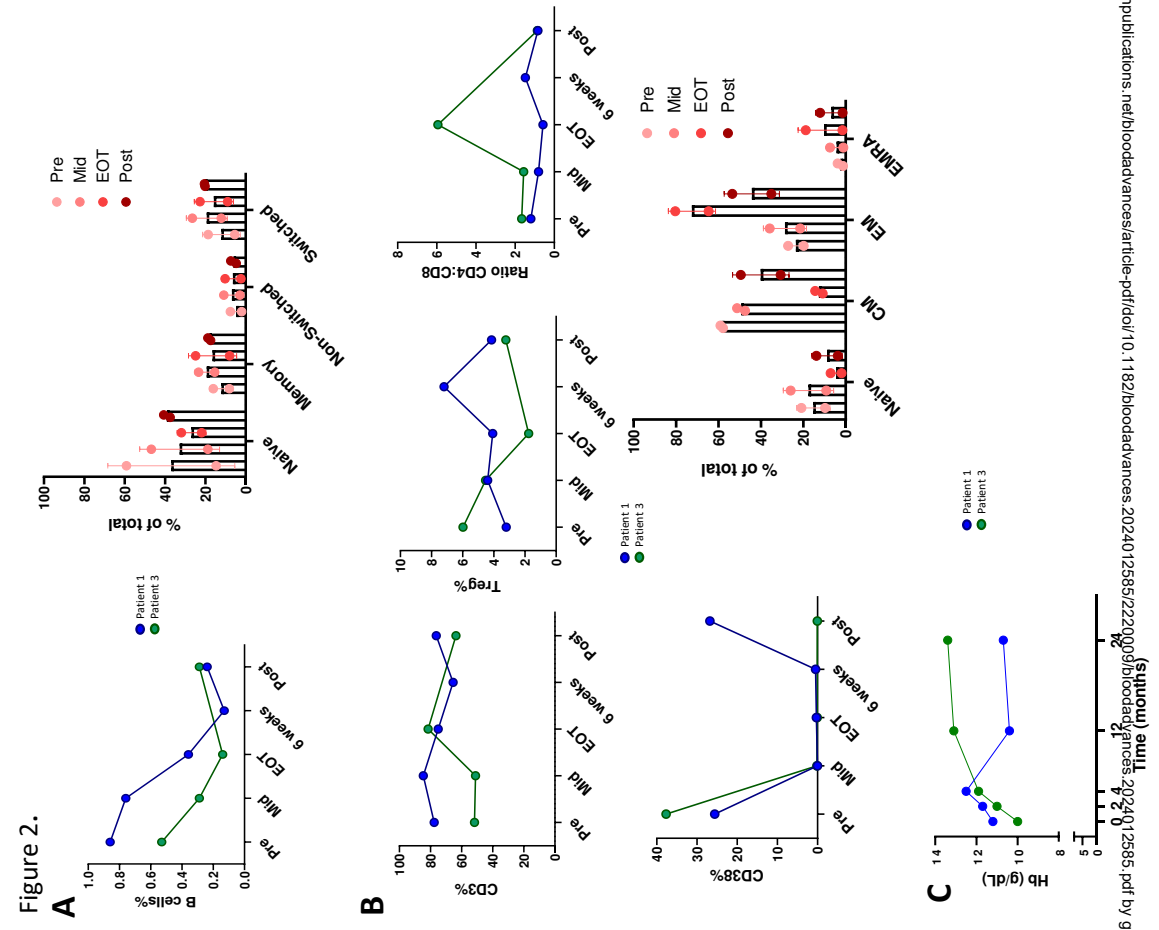 Figure 2.
A
B cells%
1.0
0.8
0.6
0.4
0.2
0.0
Pre
Mid
EOT
6 weeks
Post
Patient 1
Patient 3
% of total
100
80
60
40
20
0
Naive
Memory
Non-Switched
Switched
Pre
Mid
EOT
Post
B
CD3%
100
80
60
40
20
0
Pre
Mid
EOT
6 weeks
Post
Treg%
10
8
6
4
2
0
Pre
Mid
EOT
6 weeks
Post
Ratio CD4:CD8
8
6
4
2
0
Pre
Mid
EOT
6 weeks
Post
Patient 1
Patient 3
CD38%
40
30
20
10
0
Pre
Mid
EOT
6 weeks
Post
% of total
100
80
60
40
20
0
Naive
CM
EM
EMRA
Pre
Mid
EOT
Post
C
Hb (g/dL)
14
12
10
8
5
0
0
2
4
12
24
Time (months)
Patient 1
Patient 3
npublications.net/bloodadvances/article-pdf/doi/10.1182/bloodadvances.2024012585/2220009/bloodadvances.2024012585.pdf by g